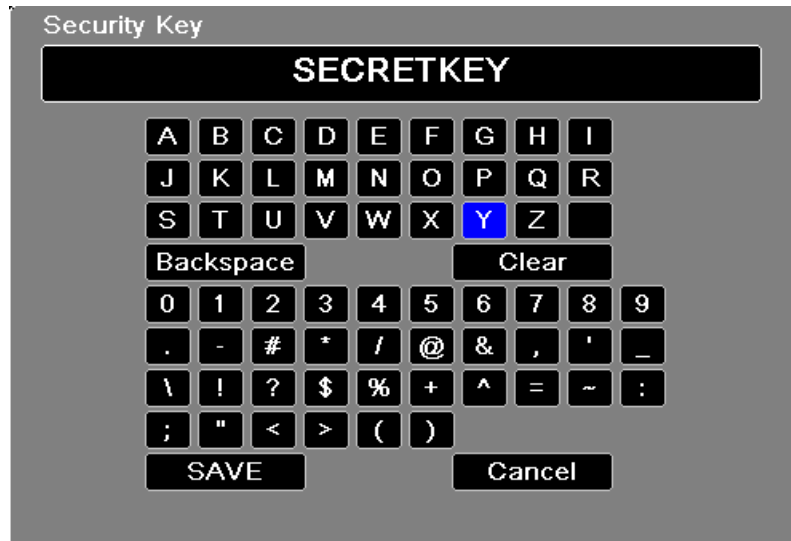 Security Key
SECRETKEY
A B C D E F G H I
J K L M N O P Q R
S T U V W X Y Z
Backspace Clear
0 1 2 3 4 5 6 7 8 9
. - # * / @ & , ' _
\ ! ? $ % + ^ = ~ :
; " < > ( )
SAVE Cancel